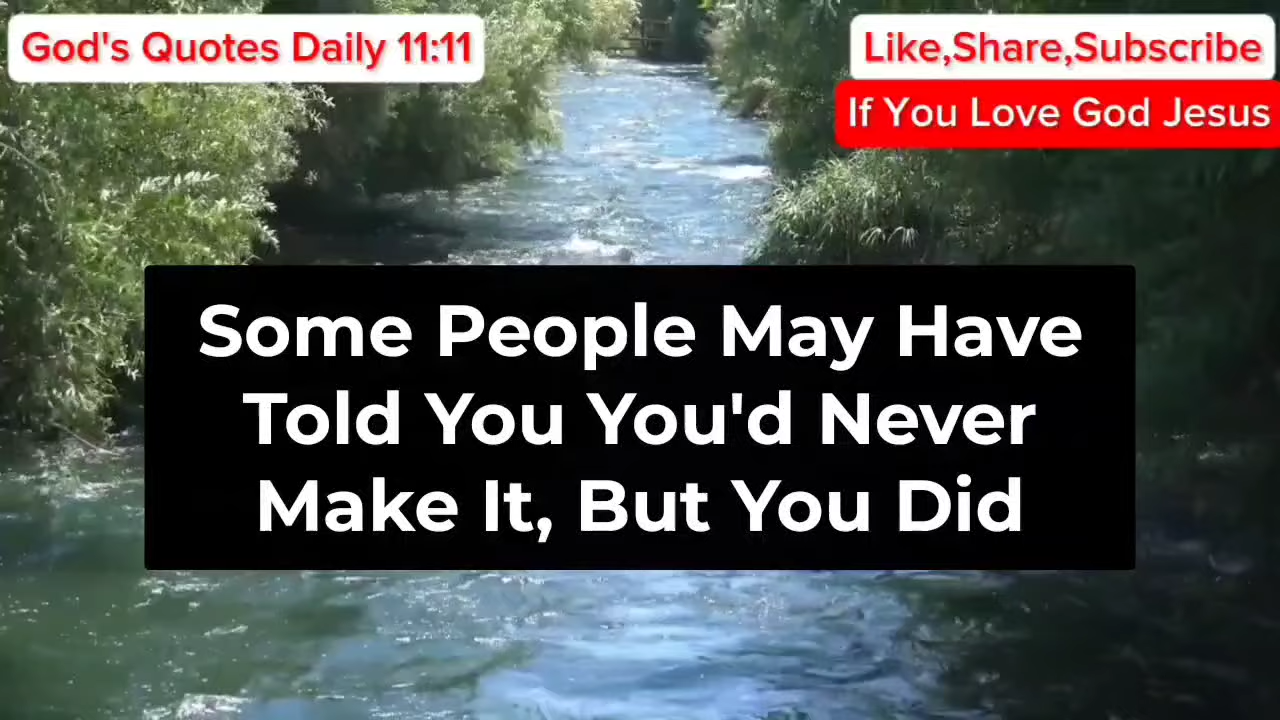 God's Quotes Daily 11:11
Like,Share,Subscribe
If You Love God Jesus
Some People May Have
Told You You'd Never
Make It, But You Did